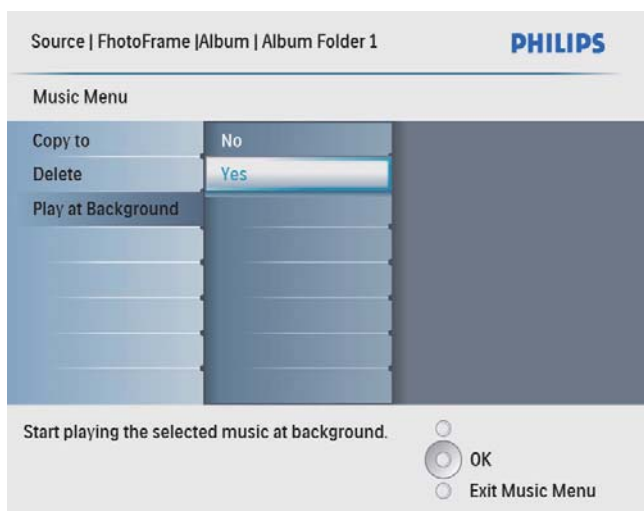 Source | FhotoFrame |Album | Album Folder 1
PHILIPS
Music Menu
Copy to
No
Delete
Yes
Play at Background
Start playing the selected music at background.
OK
Exit Music Menu